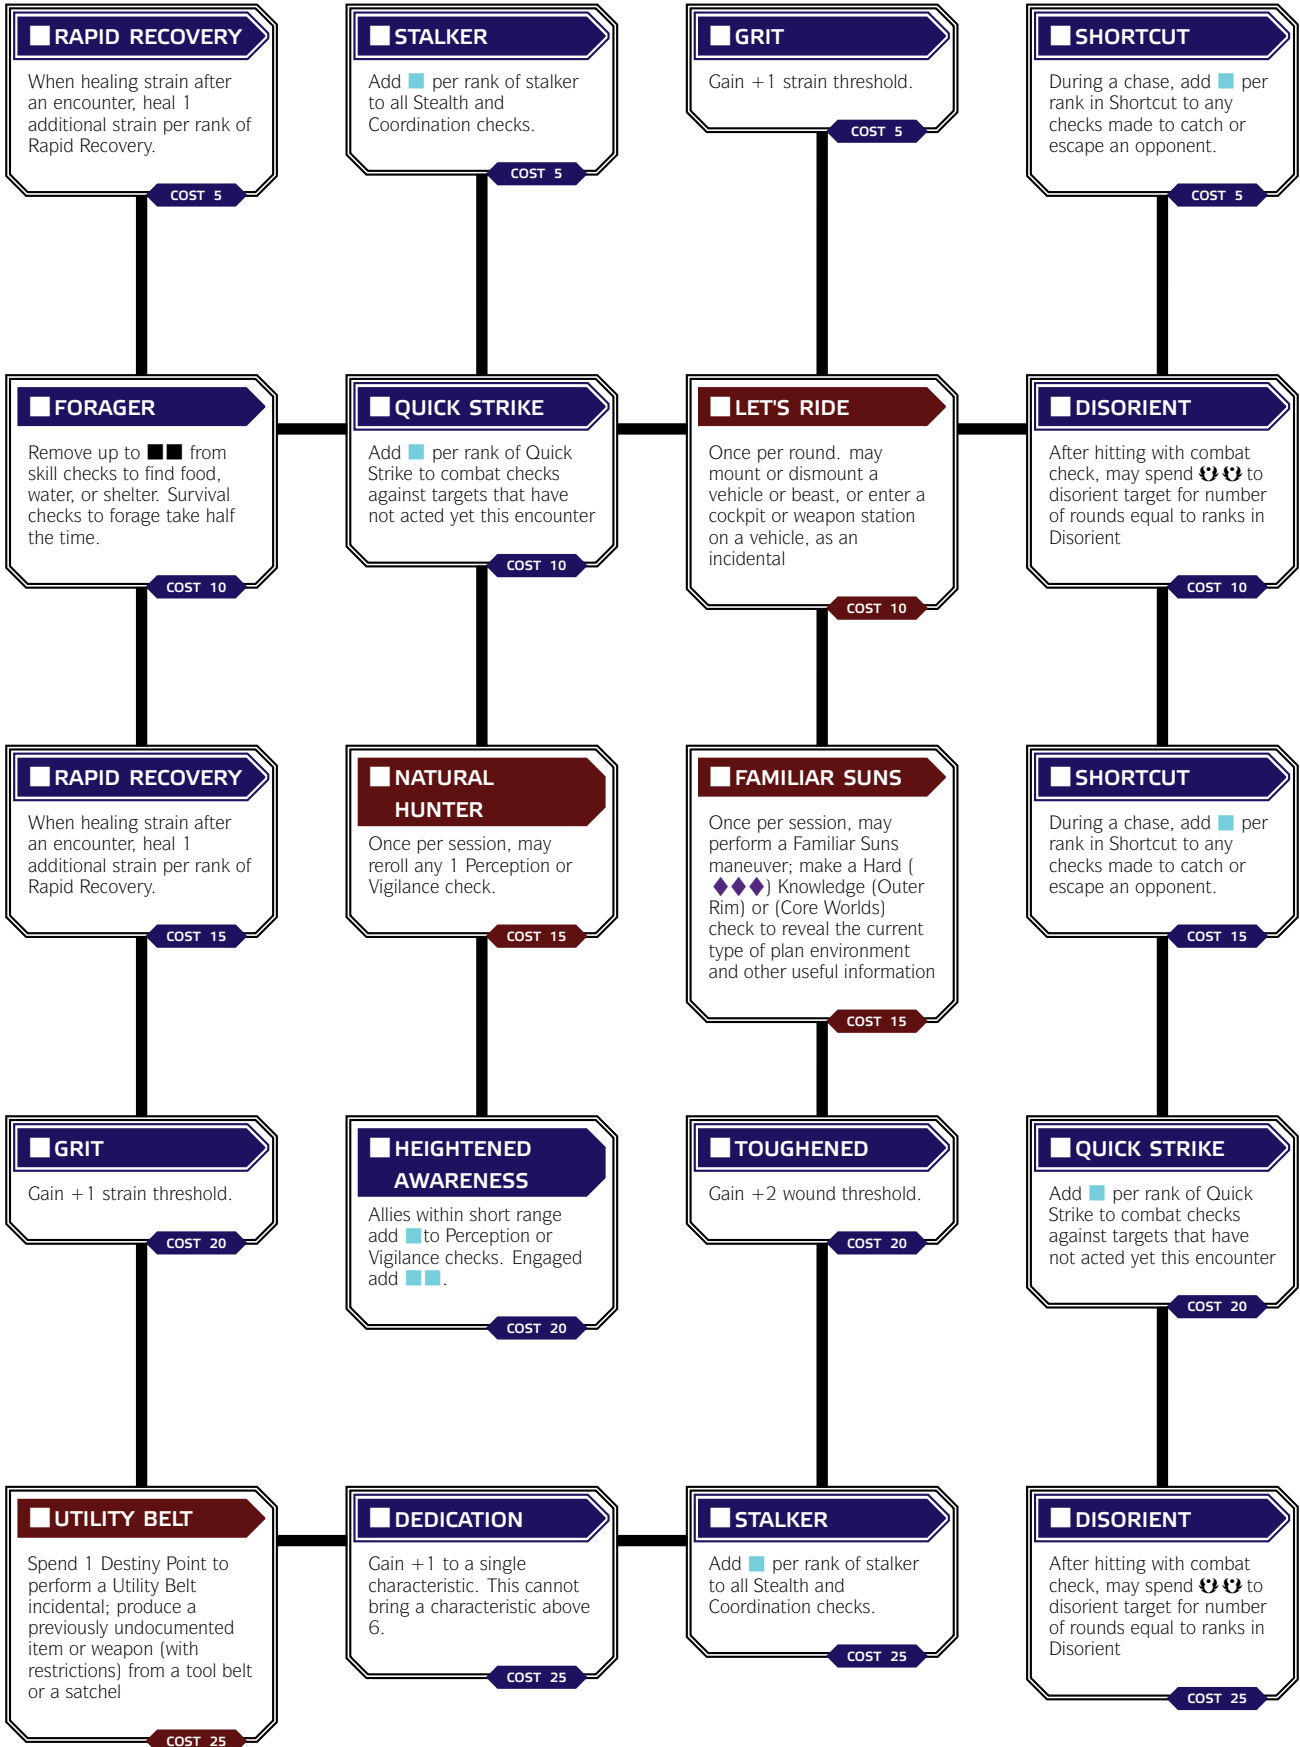 RAPID RECOVERY
When healing strain after
an encounter, heal 1
additional strain per rank of
Rapid Recovery.
COST 5
STALKER
Add per rank of stalker
to all Stealth and
Coordination checks.
COST 5
GRIT
Gain +1 strain threshold.
COST 5
SHORTCUT
During a chase, add per
rank in Shortcut to any
checks made to catch or
escape an opponent.
COST 5
FORAGER
Remove up to from
skill checks to find food,
water, or shelter. Survival
checks to forage take half
the time.
COST 10
QUICK STRIKE
Add per rank of Quick
Strike to combat checks
against targets that have
not acted yet this encounter
COST 10
LET'S RIDE
Once per round. may
mount or dismount a
vehicle or beast, or enter a
cockpit or weapon station
on a vehicle, as an
incidental
COST 10
DISORIENT
After hitting with combat
check, may spend to
disorient target for number
of rounds equal to ranks in
Disorient
COST 10
RAPID RECOVERY
When healing strain after
an encounter, heal 1
additional strain per rank of
Rapid Recovery.
COST 15
NATURAL
HUNTER
Once per session, may
reroll any 1 Perception or
Vigilance check.
COST 15
FAMILIAR SUNS
Once per session, may
perform a Familiar Suns
maneuver; make a Hard (
♦♦♦) Knowledge (Outer
Rim) or (Core Worlds)
check to reveal the current
type of plan environment
and other useful information
COST 15
SHORTCUT
During a chase, add per
rank in Shortcut to any
checks made to catch or
escape an opponent.
COST 15
GRIT
Gain +1 strain threshold.
COST 20
HEIGHTENED
AWARENESS
Allies within short range
add to Perception or
Vigilance checks. Engaged
add .
COST 20
TOUGHENED
Gain +2 wound threshold.
COST 20
QUICK STRIKE
Add per rank of Quick
Strike to combat checks
against targets that have
not acted yet this encounter
COST 20
UTILITY BELT
Spend 1 Destiny Point to
perform a Utility Belt
incidental; produce a
previously undocumented
item or weapon (with
restrictions) from a tool belt
or a satchel
COST 25
DEDICATION
Gain +1 to a single
characteristic. This cannot
bring a characteristic above
6.
COST 25
STALKER
Add per rank of stalker
to all Stealth and
Coordination checks.
COST 25
DISORIENT
After hitting with combat
check, may spend to
disorient target for number
of rounds equal to ranks in
Disorient
COST 25